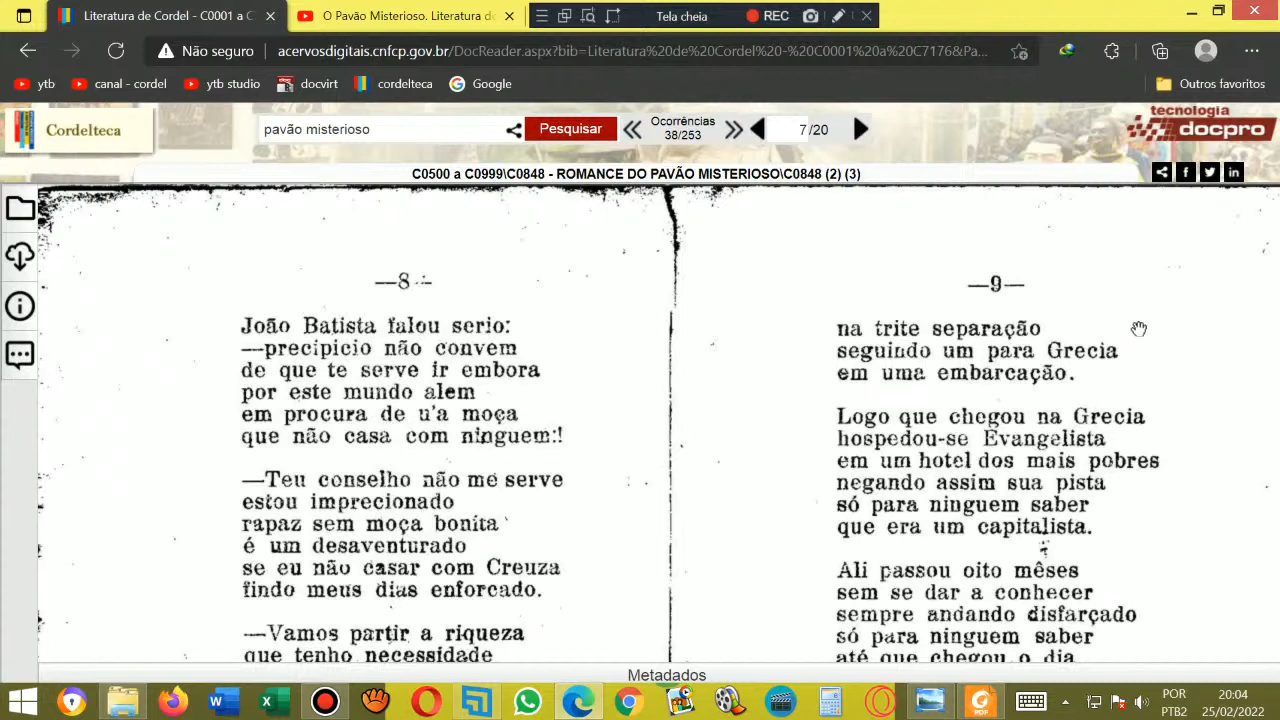 Literatura de Cordel - C0001 a C
O Pavão Misterioso. Literatura de
Tela cheia
REC
Não seguro
acervosdigitais.cnfcp.gov.br/DocReader.aspx?bib=Literatura%20de%20Cordel%20-%20C0001%20a%20C7176&Pa...
ytb
canal - cordel
ytb studio
docvirt
cordelteca
Google
Outros favoritos
Cordelteca
pavão misterioso
Pesquisar
Ocorrências
38/253
7/20
tecnologia
docpro
C0500 a C0999\C0848 - ROMANCE DO PAVÃO MISTERIOSO\C0848 (2) (3)
—8—
João Batista falou serio:
—precipicio não convem
de que te serve ir embora
por este mundo alem
em procura de u'a moça
que não casa com ninguem:!
—Teu conselho não me serve
estou imprecionado
rapaz sem moça bonita
é um desaventurado
se eu não casar com Creuza
findo meus dias enforcado.
—Vamos partir a riqueza
que tenho necessidade
—9—
na trite separação
seguindo um para Grecia
em uma embarcação.
Logo que chegou na Grecia
hospedou-se Evangelista
em um hotel dos mais pobres
negando assim sua pista
só para ninguem saber
que era um capitalista.
Ali passou oito mêses
sem se dar a conhecer
sempre andando disfarçado
só para ninguem saber
até que chegou o dia
Metadados
POR
PTB2
20:04
25/02/2022